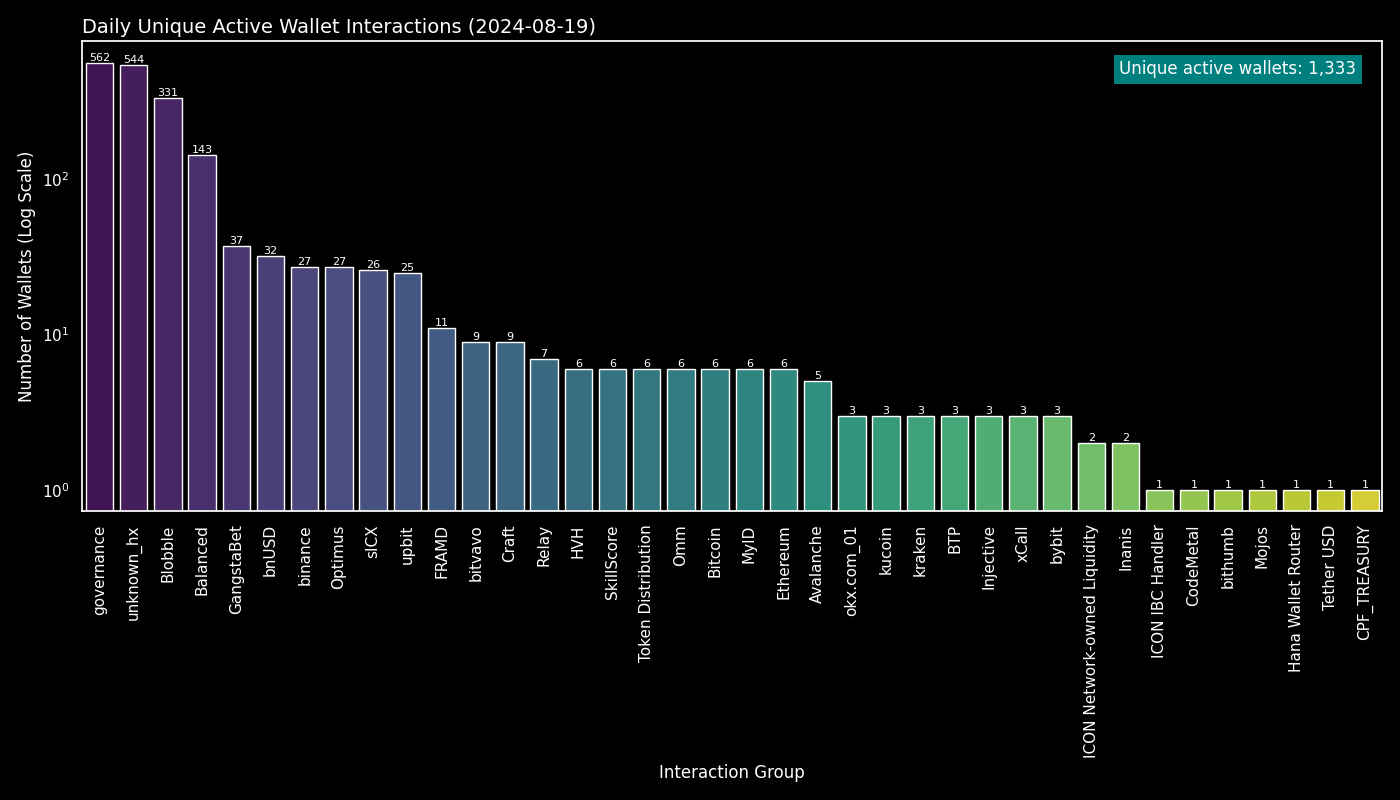 Daily Unique Active Wallet Interactions (2024-08-19)
Unique active wallets: 1,333
Number of Wallets (Log Scale)
10²
10¹
10⁰
562
544
331
143
37
32
27
27
26
25
11
9
9
7
6
6
6
6
6
6
6
5
3
3
3
3
3
3
3
2
2
1
1
1
1
1
1
1
governance
unknown_hx
Blobble
Balanced
GangstaBet
bnUSD
binance
Optimus
sICX
upbit
FRAMD
bitvavo
Craft
Relay
HVH
SkillScore
Token Distribution
Omm
Bitcoin
MyID
Ethereum
Avalanche
okx.com_01
kucoin
kraken
BTP
Injective
xCall
bybit
ICON Network-owned Liquidity
Inanis
ICON IBC Handler
CodeMetal
bithumb
Mojos
Hana Wallet Router
Tether USD
CPF_TREASURY
Interaction Group